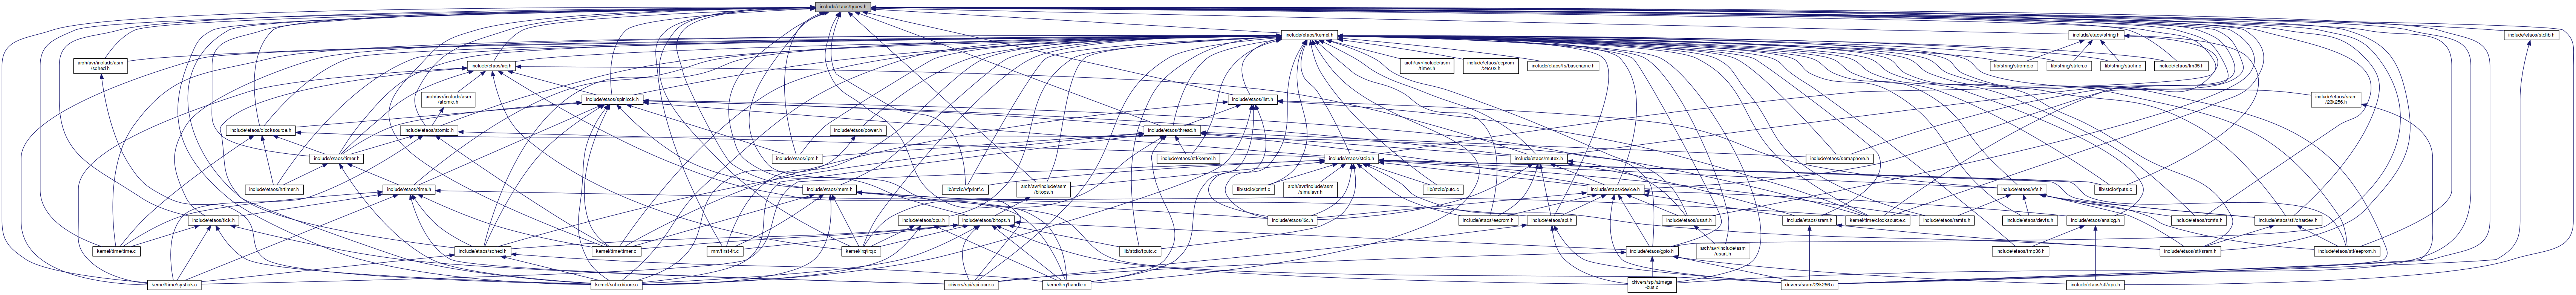 include/etaos/types.h
include/etaos/kernel.h
include/etaos/string.h
include/etaos/stdlib.h
arch/avr/include/asm
/sched.h
include/etaos/irq.h
arch/avr/include/asm
/timer.h
include/etaos/eeprom
/24c02.h
include/etaos/fs/basename.h
lib/string/strcmp.c
lib/string/strlen.c
lib/string/strchr.c
include/etaos/lm35.h
arch/avr/include/asm
/atomic.h
include/etaos/spinlock.h
include/etaos/list.h
include/etaos/sram
/23k256.h
include/etaos/clocksource.h
include/etaos/atomic.h
include/etaos/power.h
include/etaos/thread.h
include/etaos/timer.h
include/etaos/ipm.h
include/etaos/stl/kernel.h
include/etaos/stdio.h
include/etaos/mutex.h
include/etaos/semaphore.h
include/etaos/hrtimer.h
include/etaos/time.h
include/etaos/mem.h
lib/stdio/vfprintf.c
arch/avr/include/asm
/bitops.h
lib/stdio/printf.c
arch/avr/include/asm
/simulavr.h
lib/stdio/putc.c
include/etaos/device.h
include/etaos/vfs.h
lib/stdio/fputs.c
include/etaos/tick.h
include/etaos/cpu.h
include/etaos/bitops.h
include/etaos/i2c.h
include/etaos/eeprom.h
include/etaos/spi.h
include/etaos/usart.h
include/etaos/sram.h
kernel/time/clocksource.c
include/etaos/ramfs.h
include/etaos/devfs.h
include/etaos/analog.h
include/etaos/romfs.h
include/etaos/stl/chardev.h
kernel/time/time.c
include/etaos/sched.h
kernel/time/timer.c
mm/first-fit.c
kernel/irq/irq.c
lib/stdio/fputc.c
include/etaos/gpio.h
arch/avr/include/asm
/usart.h
include/etaos/tmp36.h
include/etaos/stl/sram.h
include/etaos/stl/eeprom.h
kernel/time/systick.c
kernel/sched/core.c
drivers/spi/spi-core.c
kernel/irq/handle.c
drivers/spi/atmega
-bus.c
drivers/sram/23k256.c
include/etaos/stl/cpu.h